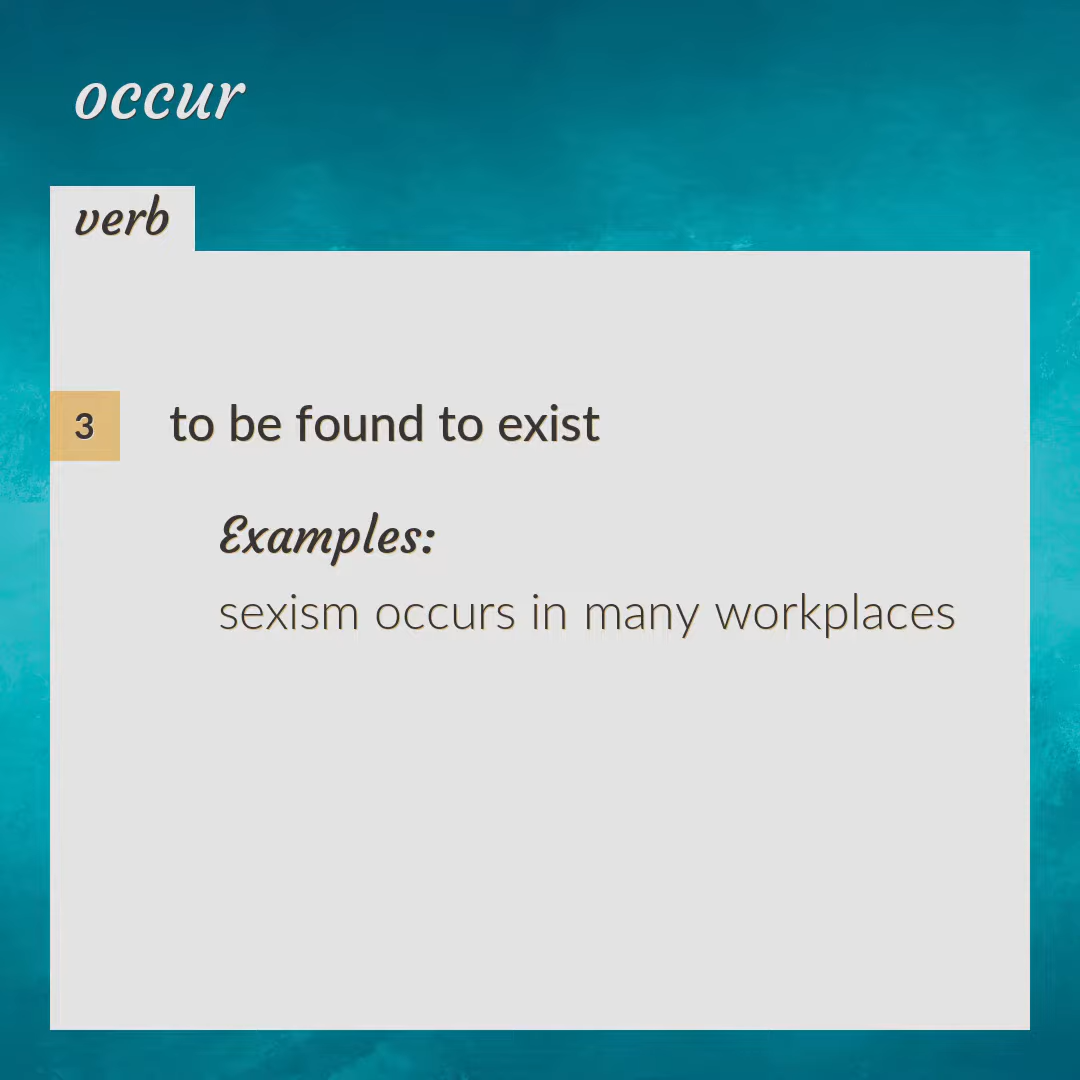 occur
verb
3 to be found to exist
Examples:
sexism occurs in many workplaces